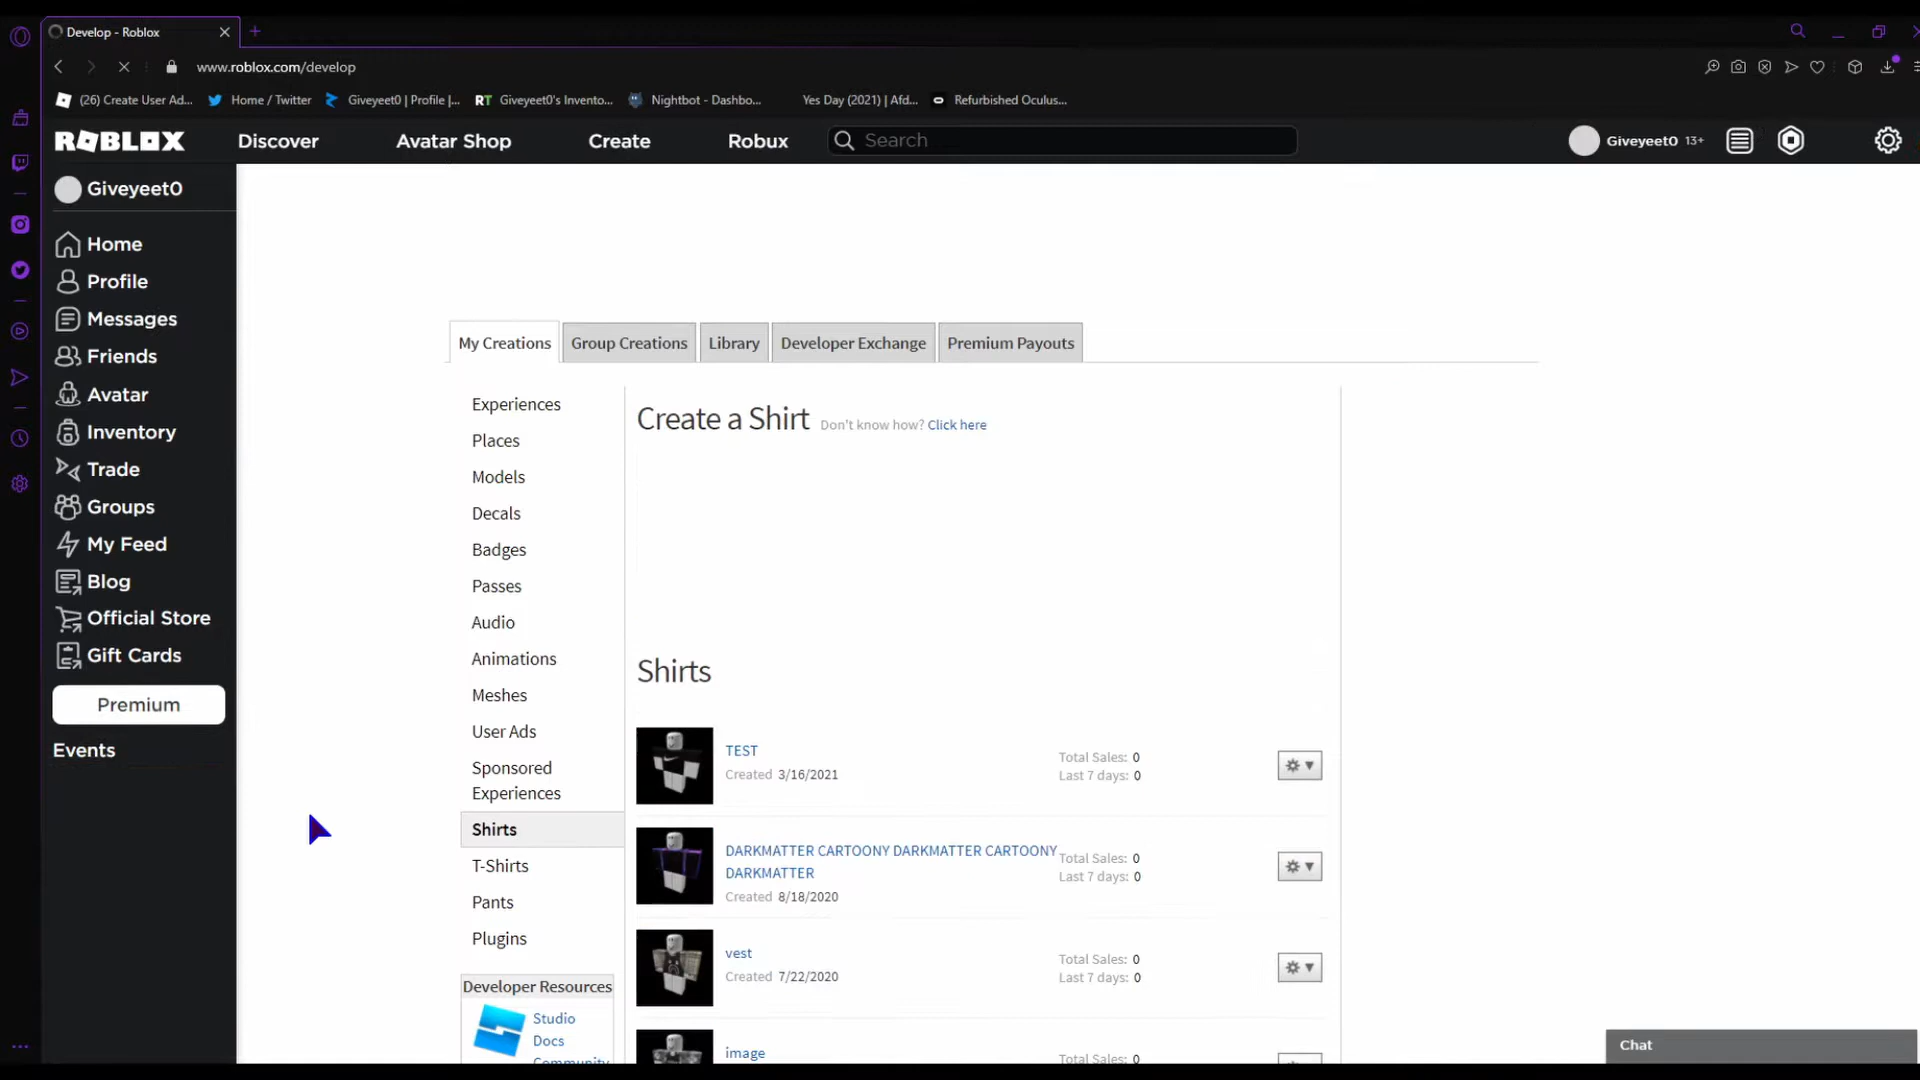 Develop - Roblox
www.roblox.com/develop
(26) Create User Ad...
Home / Twitter
Giveyeet0 | Profile |...
RT Giveyeet0's Invento...
Nightbot - Dashbo...
Yes Day (2021) | Afd...
Refurbished Oculus...
ROBLOX
Discover
Avatar Shop
Create
Robux
Search
Giveyeet0 13+
Giveyeet0
Home
Profile
Messages
Friends
Avatar
Inventory
Trade
Groups
My Feed
Blog
Official Store
Gift Cards
Premium
Events
My Creations
Group Creations
Library
Developer Exchange
Premium Payouts
Experiences
Places
Models
Decals
Badges
Passes
Audio
Animations
Meshes
User Ads
Sponsored
Experiences
Shirts
T-Shirts
Pants
Plugins
Developer Resources
Studio
Docs
Community
Create a Shirt Don't know how? Click here
Shirts
TEST
Created 3/16/2021
Total Sales: 0
Last 7 days: 0
DARKMATTER CARTOONY DARKMATTER CARTOONY
DARKMATTER
Created 8/18/2020
Total Sales: 0
Last 7 days: 0
vest
Created 7/22/2020
Total Sales: 0
Last 7 days: 0
image
Total Sales: 0
Chat